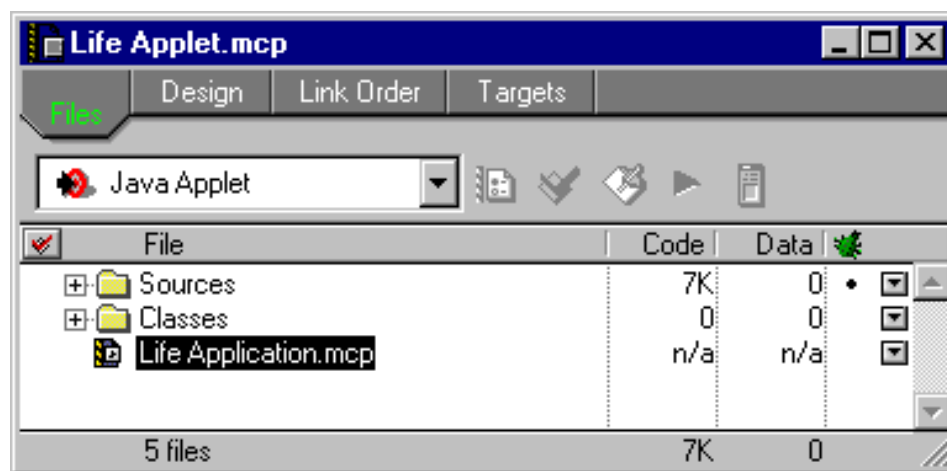 Life Applet.mcp
Files Design Link Order Targets
Java Applet
File Code Data
Sources 7K 0
Classes 0 0
Life Application.mcp n/a n/a
5 files 7K 0